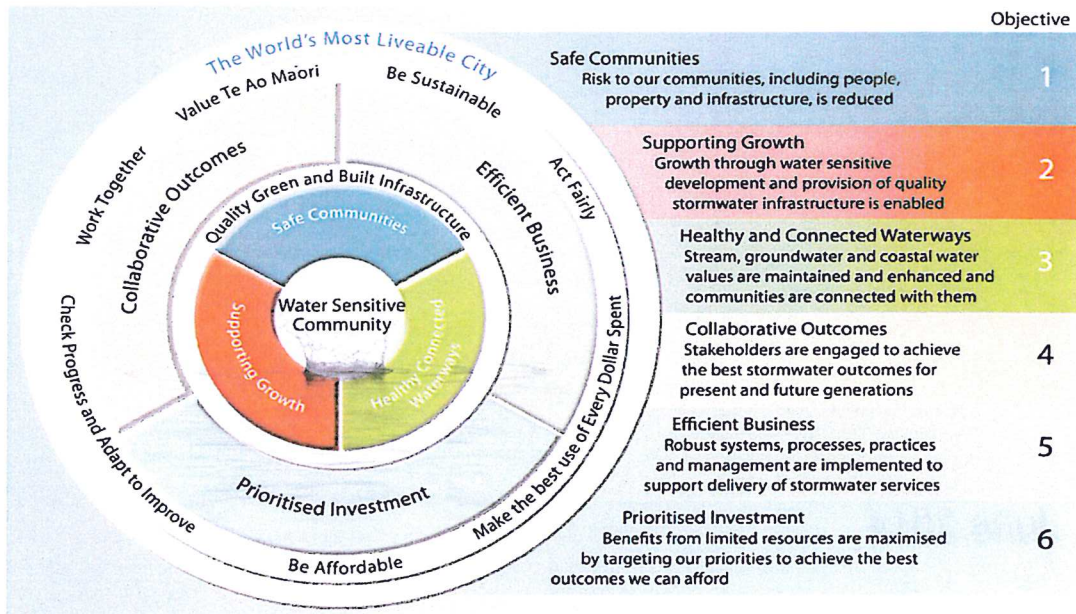 Objective
The World's Most Liveable City
Value Te Ao Maori
Be Sustainable
Work Together
Act Fairly
Check Progress and Adapt to Improve
Make the best use of Every Dollar Spent
Be Affordable
Collaborative Outcomes
Efficient Business
Prioritised Investment
Quality Green and Built Infrastructure
Safe Communities
Supporting Growth
Healthy Connected
Waterways
Water Sensitive
Community
Safe Communities
Risk to our communities, including people,
property and infrastructure, is reduced
1
Supporting Growth
Growth through water sensitive
development and provision of quality
stormwater infrastructure is enabled
2
Healthy and Connected Waterways
Stream, groundwater and coastal water
values are maintained and enhanced and
communities are connected with them
3
Collaborative Outcomes
Stakeholders are engaged to achieve
the best stormwater outcomes for
present and future generations
4
Efficient Business
Robust systems, processes, practices
and management are implemented to
support delivery of stormwater services
5
Prioritised Investment
Benefits from limited resources are maximised
by targeting our priorities to achieve the best
outcomes we can afford
6